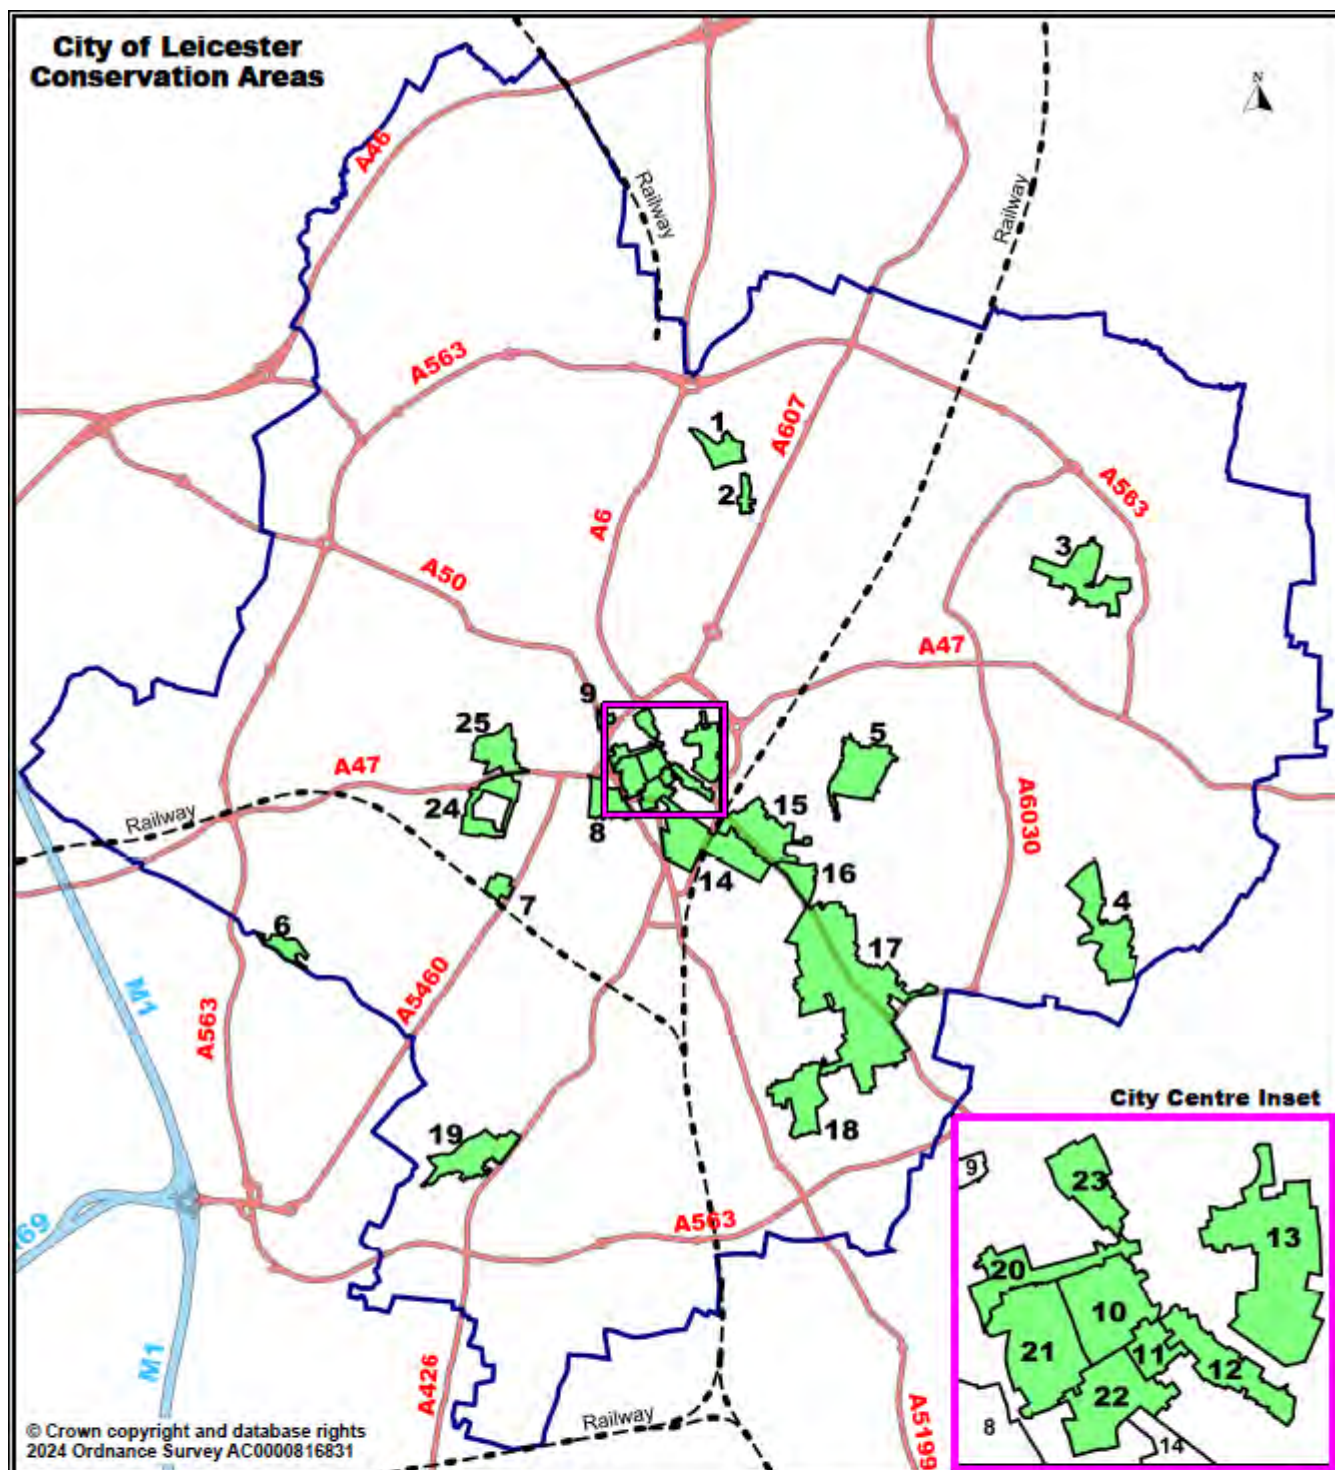 City of Leicester
Conservation Areas
N
A46
Railway
Railway
A563
A607
1
2
A6
A563
3
A50
A47
9
25
5
A47
24
Railway
8
15
A6030
14
16
7
4
6
17
M1
A5460
A563
City Centre Inset
18
19
A563
169
M1
A426
Railway
A5199
9
23
13
20
10
21
11
12
22
8
14
© Crown copyright and database rights
2024 Ordnance Survey AC0000816831